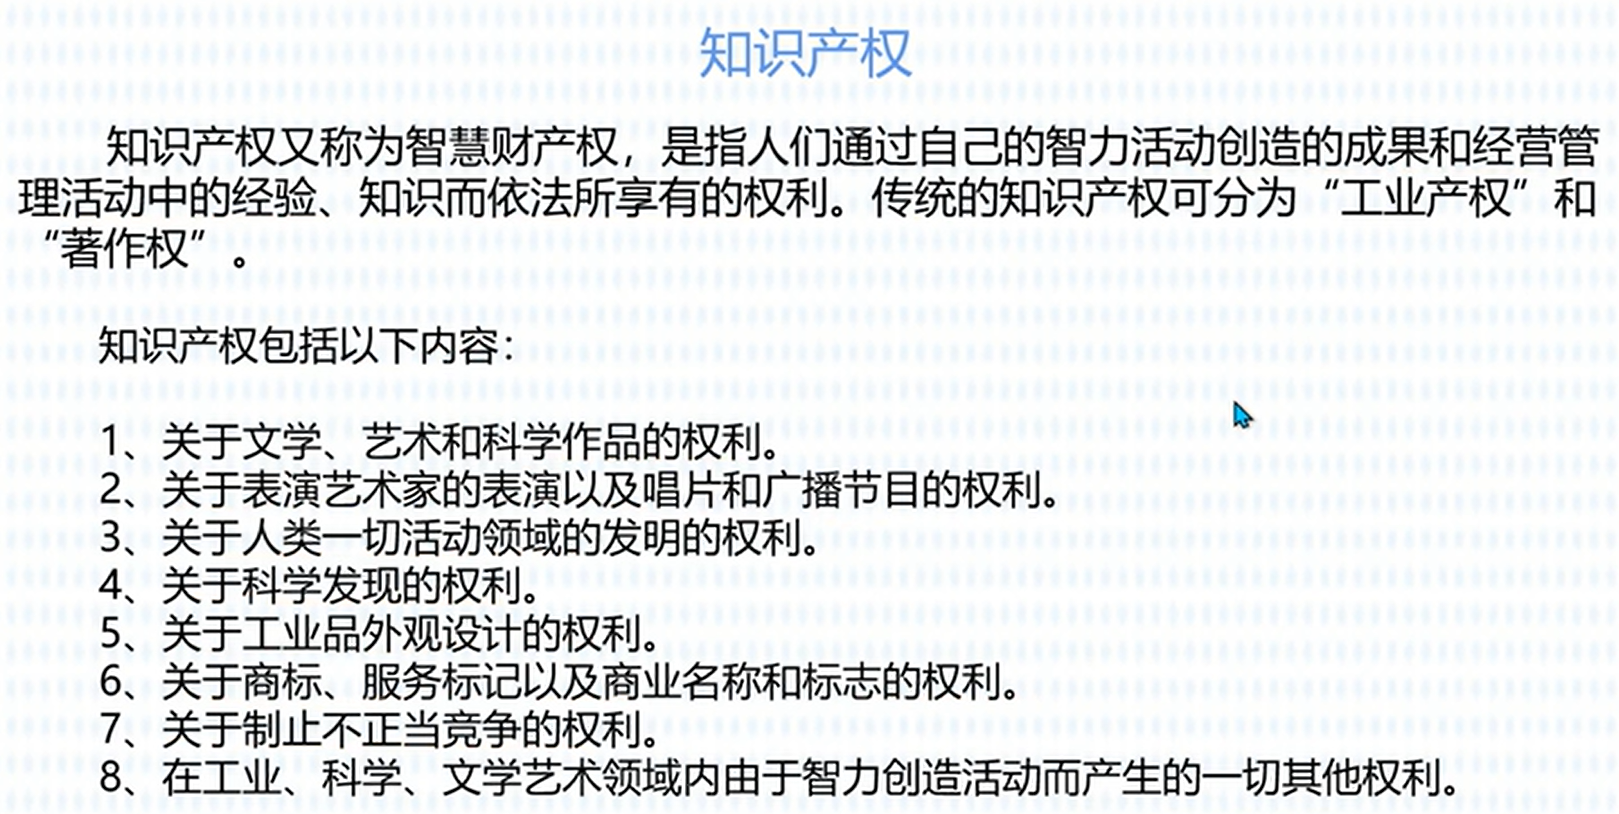 知识产权
知识产权又称为智慧财产权，是指人们通过自己的智力活动创造的成果和经营管
理活动中的经验、知识而依法所享有的权利。传统的知识产权可分为“工业产权”和
“著作权”。
知识产权包括以下内容：
1、关于文学、艺术和科学作品的权利。
2、关于表演艺术家的表演以及唱片和广播节目的权利。
3、关于人类一切活动领域的发明的权利。
4、关于科学发现的权利。
5、关于工业品外观设计的权利。
6、关于商标、服务标记以及商业名称和标志的权利。
7、关于制止不正当竞争的权利。
8、在工业、科学、文学艺术领域内由于智力创造活动而产生的一切其他权利。